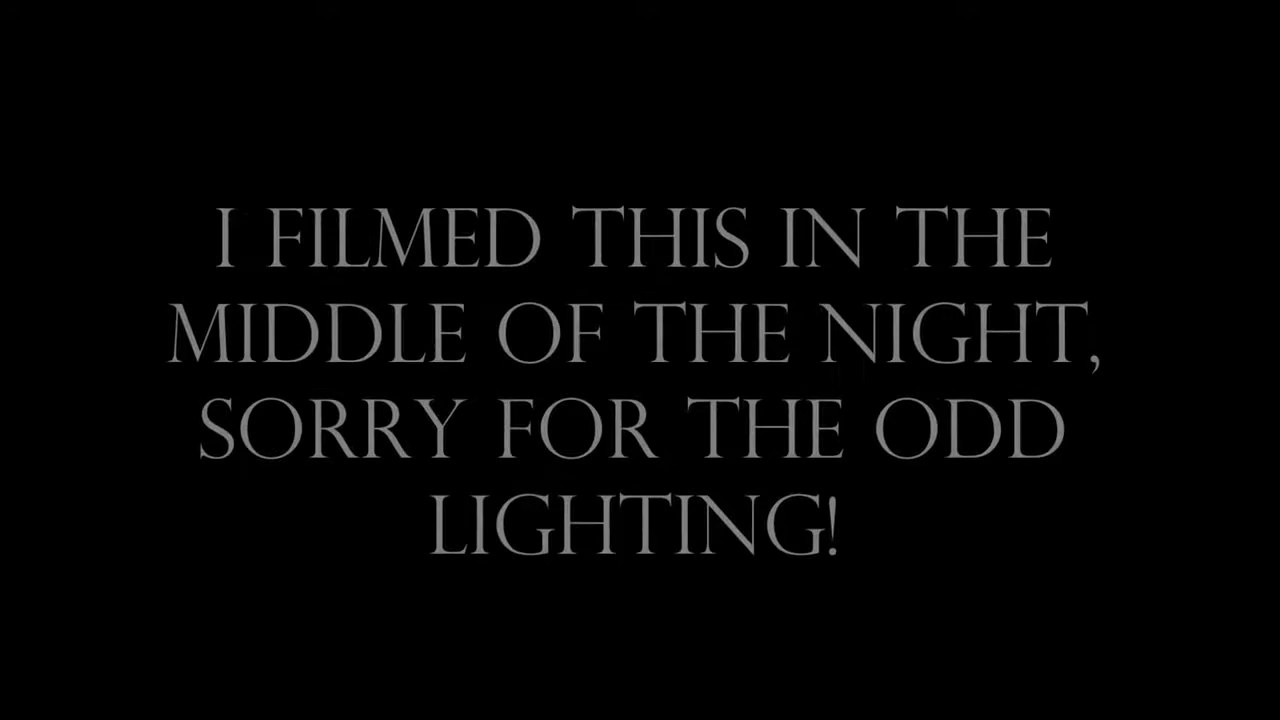 I FILMED THIS IN THE
MIDDLE OF THE NIGHT,
SORRY FOR THE ODD
LIGHTING!